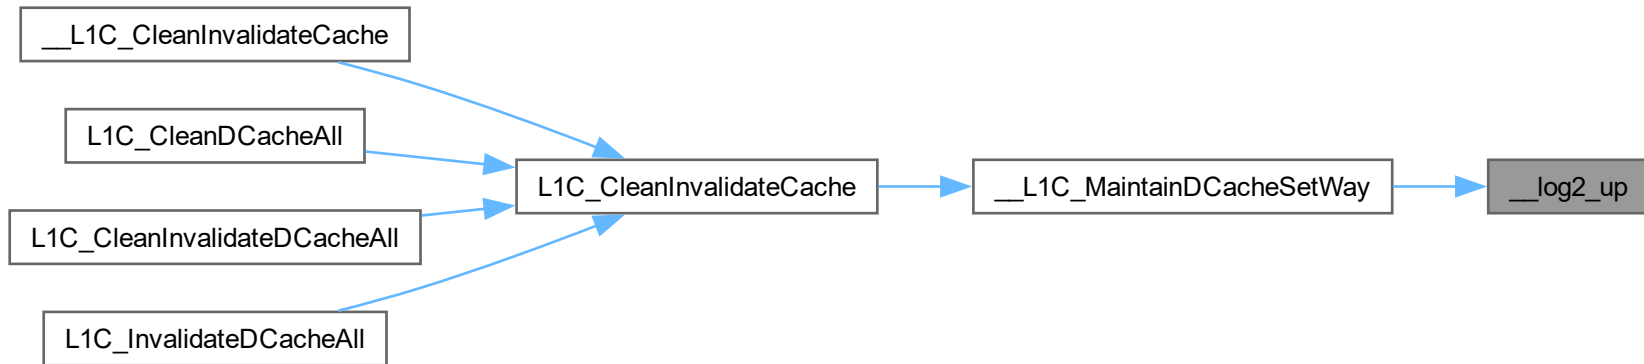 __L1C_CleanInvalidateCache
L1C_CleanDCacheAll
L1C_CleanInvalidateDCacheAll
L1C_InvalidateDCacheAll
L1C_CleanInvalidateCache
__L1C_MaintainDCacheSetWay
__log2_up